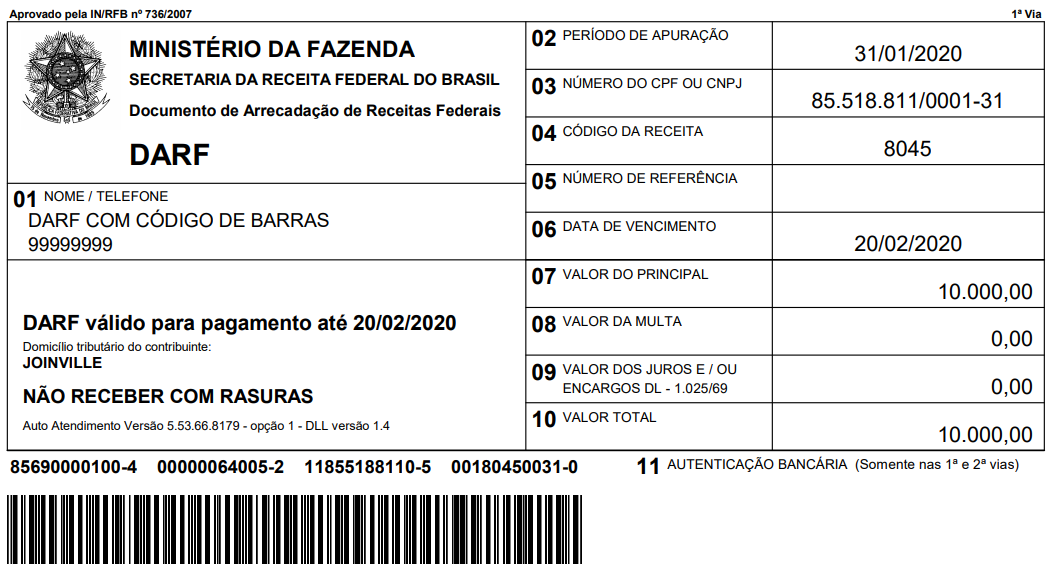 Aprovado pela IN/RFB nº 736/2007
1ª Via
MINISTÉRIO DA FAZENDA
SECRETARIA DA RECEITA FEDERAL DO BRASIL
Documento de Arrecadação de Receitas Federais
DARF
01 NOME / TELEFONE
DARF COM CÓDIGO DE BARRAS
99999999
DARF válido para pagamento até 20/02/2020
Domicílio tributário do contribuinte:
JOINVILLE
NÃO RECEBER COM RASURAS
Auto Atendimento Versão 5.53.66.8179 - opção 1 - DLL versão 1.4
02 PERÍODO DE APURAÇÃO
31/01/2020
03 NÚMERO DO CPF OU CNPJ
85.518.811/0001-31
04 CÓDIGO DA RECEITA
8045
05 NÚMERO DE REFERÊNCIA
06 DATA DE VENCIMENTO
20/02/2020
07 VALOR DO PRINCIPAL
10.000,00
08 VALOR DA MULTA
0,00
09 VALOR DOS JUROS E / OU
ENCARGOS DL - 1.025/69
0,00
10 VALOR TOTAL
10.000,00
85690000100-4 00000064005-2 11855188110-5 00180450031-0
11 AUTENTICAÇÃO BANCÁRIA (Somente nas 1ª e 2ª vias)